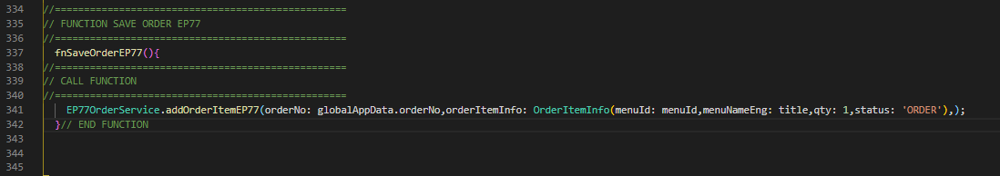 334 //==================================================
335 // FUNCTION SAVE ORDER EP77
336 //==================================================
337 fnSaveOrderEP77(){
338 //==================================================
339 // CALL FUNCTION
340 //==================================================
341 EP77OrderService.addOrderItemEP77(orderNo: globalAppData.orderNo,orderItemInfo: OrderItemInfo(menuId: menuId,menuNameEng: title,qty: 1,status: 'ORDER'),);
342 }// END FUNCTION
343
344
345